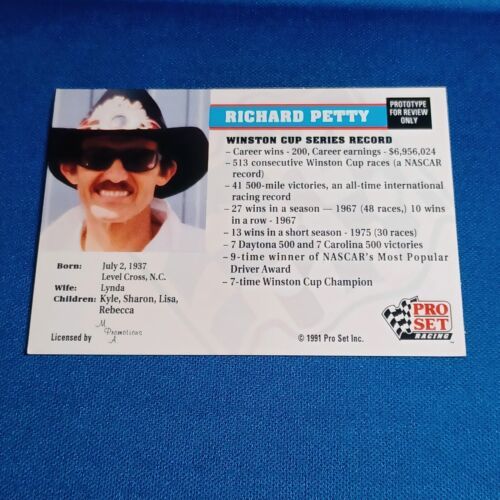 RICHARD PETTY
PROTOTYPE
FOR REVIEW
ONLY
WINSTON CUP SERIES RECORD
– Career wins - 200, Career earnings - $6,956,024
– 513 consecutive Winston Cup races (a NASCAR
record)
– 41 500-mile victories, an all-time international
racing record
– 27 wins in a season — 1967 (48 races,) 10 wins
in a row - 1967
– 13 wins in a short season - 1975 (30 races)
– 7 Daytona 500 and 7 Carolina 500 victories
– 9-time winner of NASCAR's Most Popular
Driver Award
– 7-time Winston Cup Champion
Born: July 2, 1937
Level Cross, N.C.
Wife: Lynda
Children: Kyle, Sharon, Lisa,
Rebecca
Licensed by M
Promotions
A
© 1991 Pro Set Inc.
PRO
SET
RACING